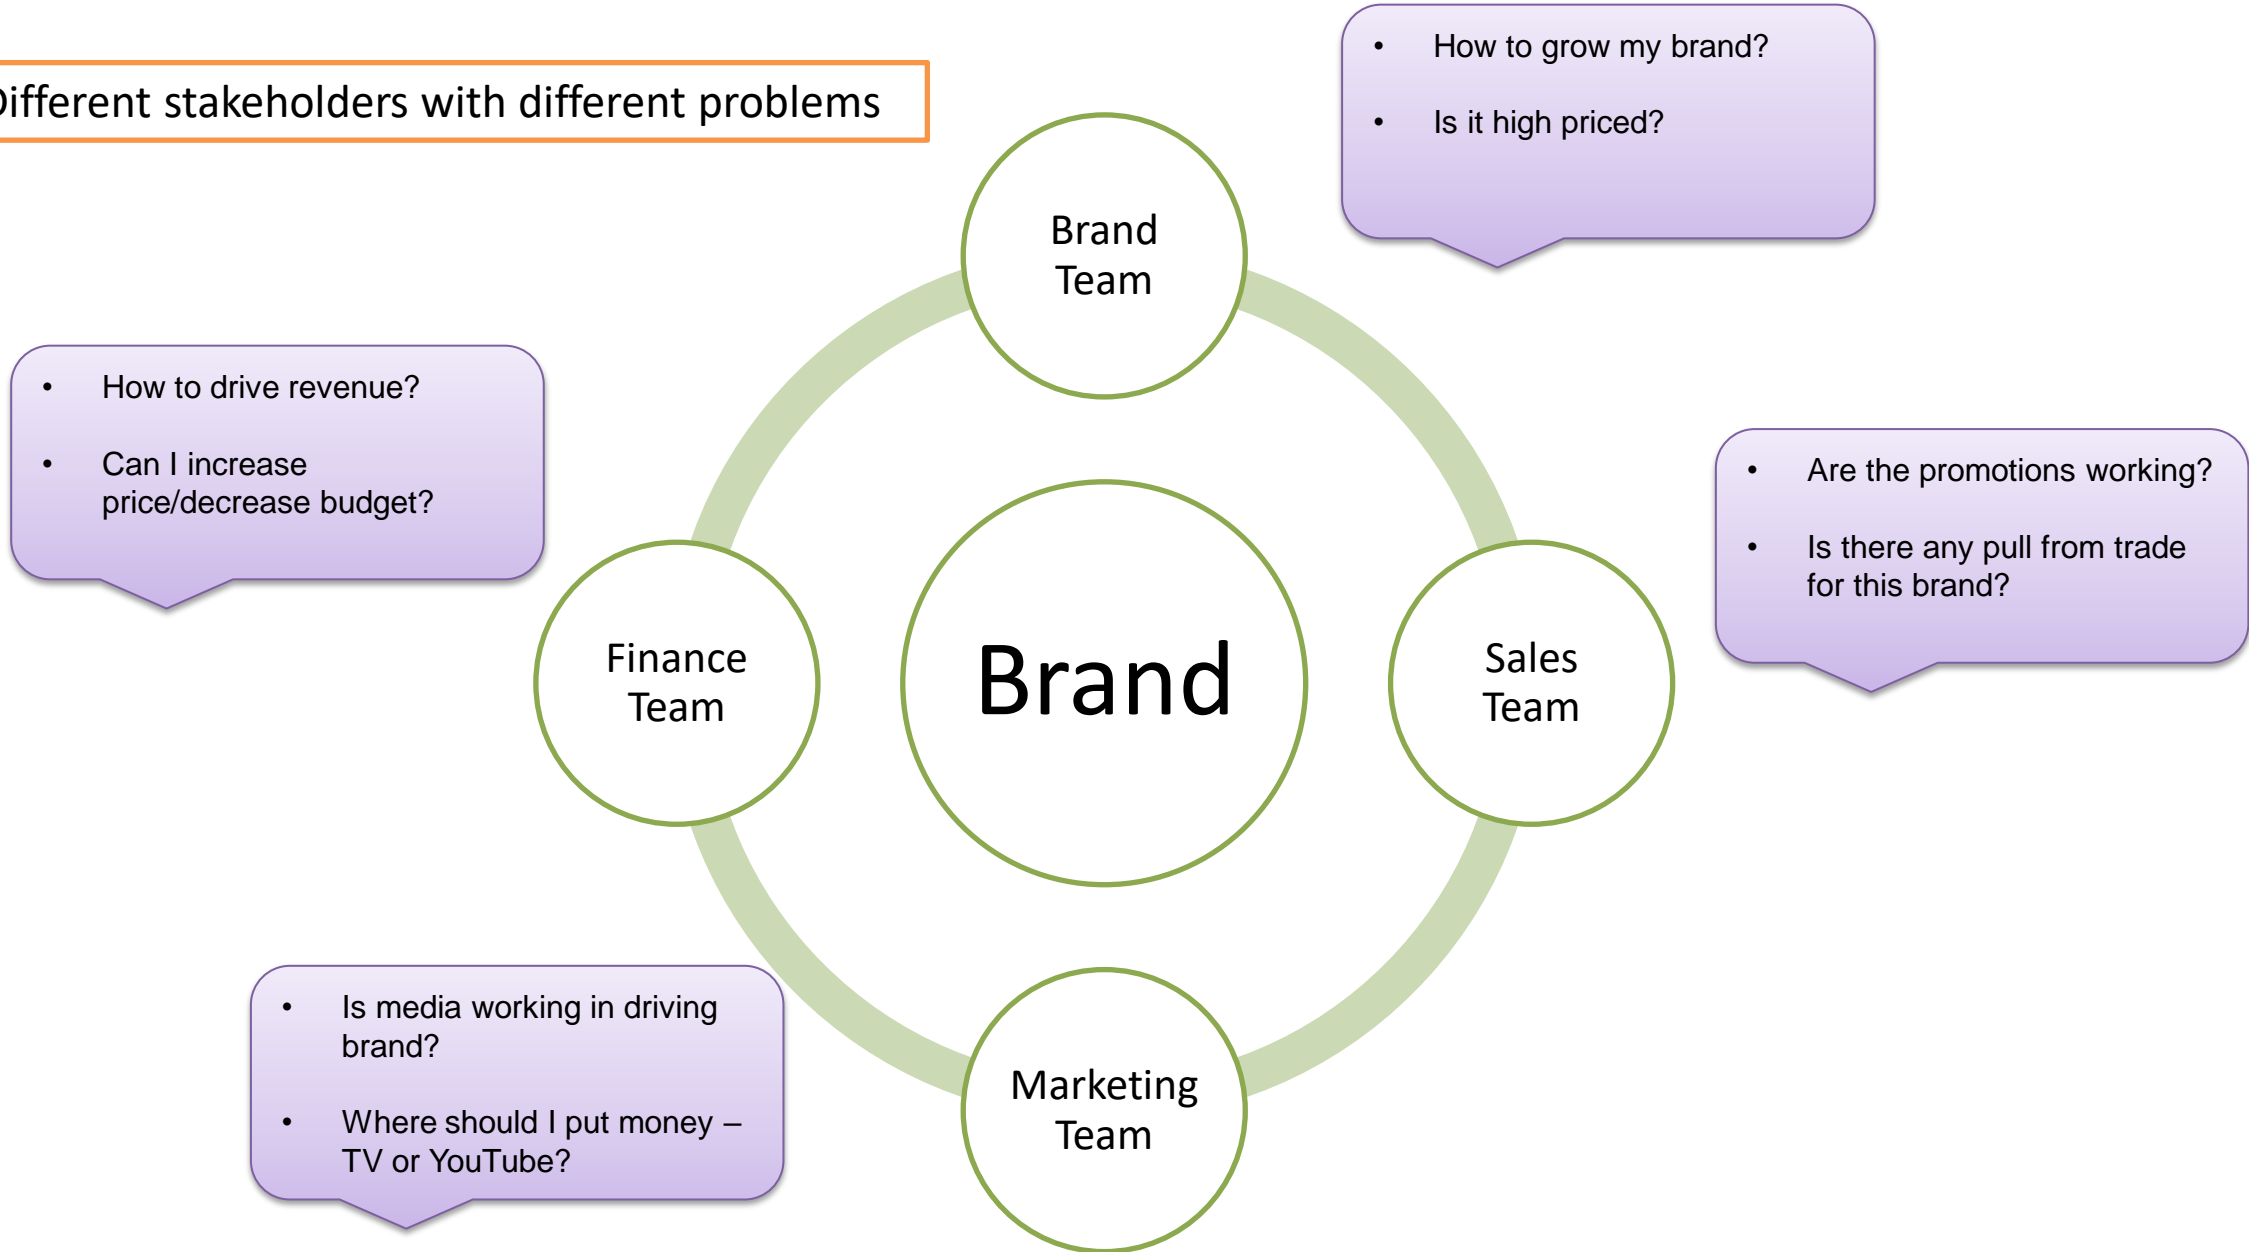 Different stakeholders with different problems
• How to grow my brand?
• Is it high priced?
Brand
Team
• How to drive revenue?
• Can I increase
price/decrease budget?
• Are the promotions working?
• Is there any pull from trade
for this brand?
Finance
Team
Brand
Sales
Team
• Is media working in driving
brand?
• Where should I put money –
TV or YouTube?
Marketing
Team